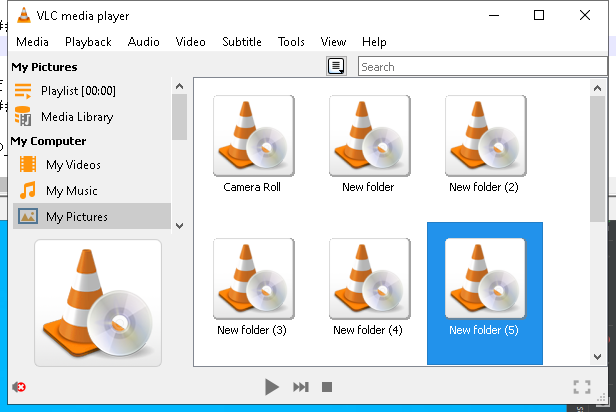 VLC media player
Media Playback Audio Video Subtitle Tools View Help
My Pictures
Search
Playlist [00:00]
Media Library
My Computer
My Videos
My Music
My Pictures
Camera Roll New folder New folder (2)
New folder (3) New folder (4) New folder (5)